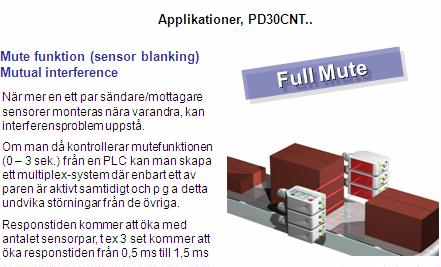 Applikationer, PD30CNT..
Mute funktion (sensor blanking)
Mutual interference
Full Mute
När mer en ett par sändare/mottagare
sensorer monteras nära varandra, kan
interferensproblem uppstå.
Om man då kontrollerar mutefunktionen
(0 – 3 sek.) från en PLC kan man skapa
ett multiplex-system där enbart ett av
paren är aktivt samtidigt och p g a detta
undvika störningar från de övriga.
Responstiden kommer att öka med
antalet sensorpar, t ex 3 set kommer att
öka responstiden från 0,5 ms till 1,5 ms